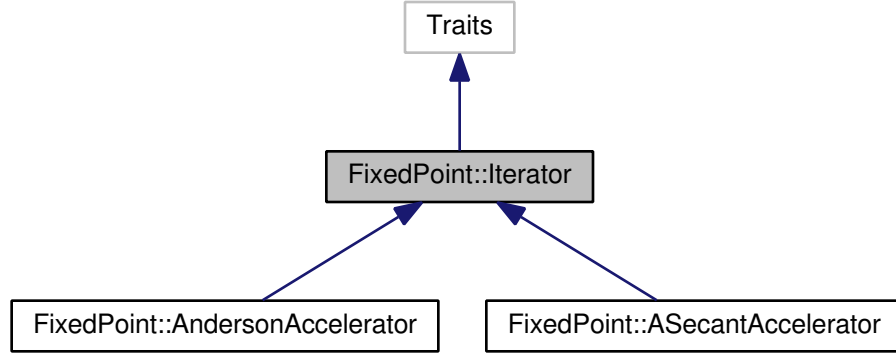 Traits
FixedPoint::Iterator
FixedPoint::AndersonAccelerator
FixedPoint::ASecantAccelerator